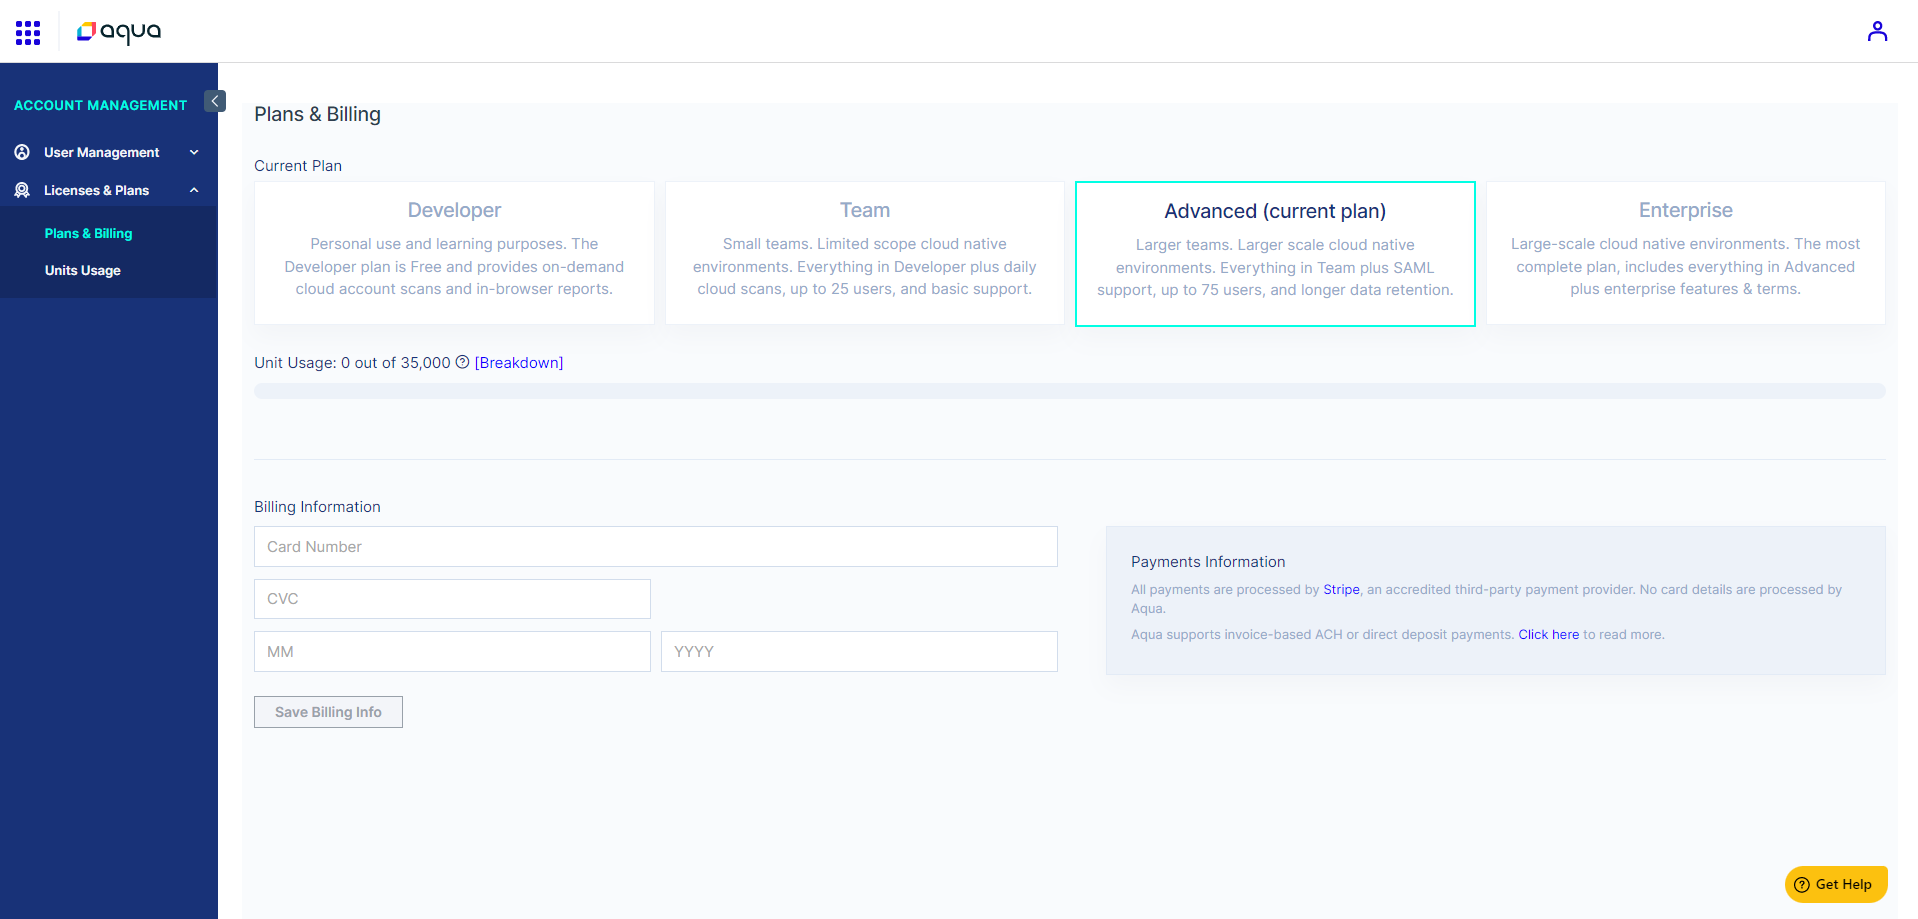 aqua
ACCOUNT MANAGEMENT
User Management
Licenses & Plans
Plans & Billing
Units Usage
Plans & Billing
Current Plan
Developer
Personal use and learning purposes. The
Developer plan is Free and provides on-demand
cloud account scans and in-browser reports.
Team
Small teams. Limited scope cloud native
environments. Everything in Developer plus daily
cloud scans, up to 25 users, and basic support.
Advanced (current plan)
Larger teams. Larger scale cloud native
environments. Everything in Team plus SAML
support, up to 75 users, and longer data retention.
Enterprise
Large-scale cloud native environments. The most
complete plan, includes everything in Advanced
plus enterprise features & terms.
Unit Usage: 0 out of 35,000 ? [Breakdown]
Billing Information
Card Number
CVC
MM
YYYY
Save Billing Info
Payments Information
All payments are processed by Stripe, an accredited third-party payment provider. No card details are processed by
Aqua.
Aqua supports invoice-based ACH or direct deposit payments. Click here to read more.
? Get Help